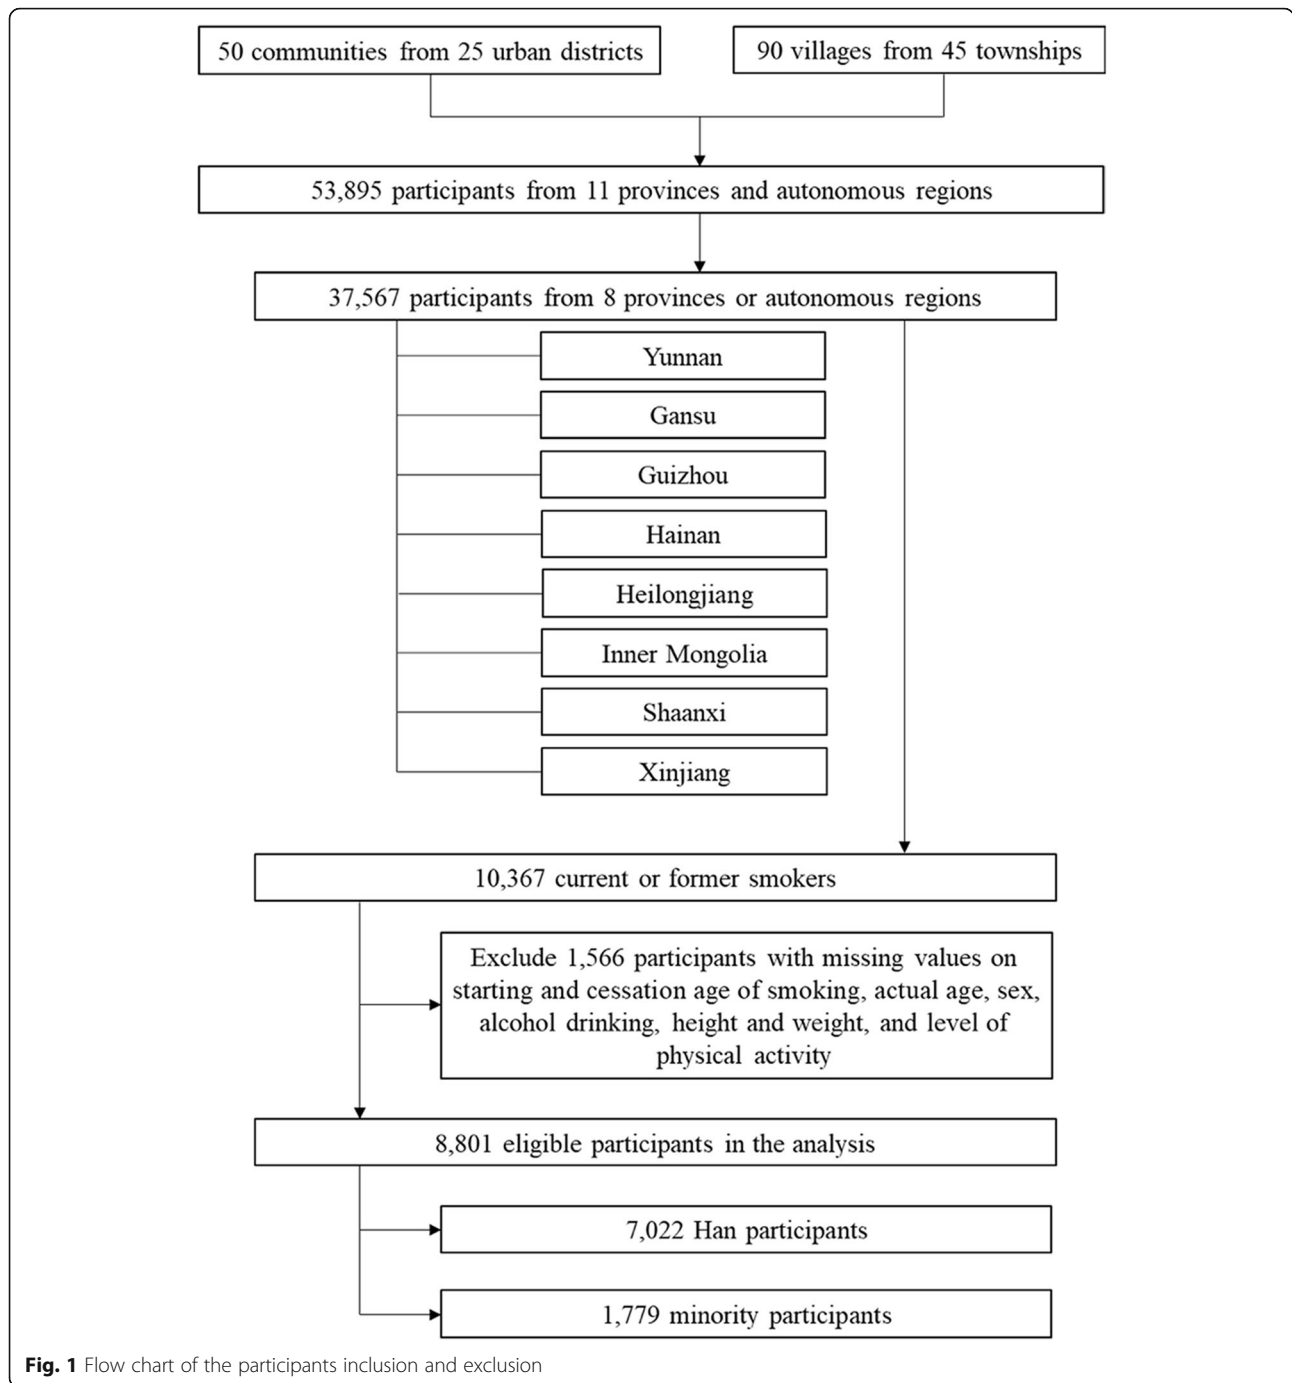 50 communities from 25 urban districts
90 villages from 45 townships
53,895 participants from 11 provinces and autonomous regions
37,567 participants from 8 provinces or autonomous regions
Yunnan
Gansu
Guizhou
Hainan
Heilongjiang
Inner Mongolia
Shaanxi
Xinjiang
10,367 current or former smokers
Exclude 1,566 participants with missing values on
starting and cessation age of smoking, actual age, sex,
alcohol drinking, height and weight, and level of
physical activity
8,801 eligible participants in the analysis
7,022 Han participants
1,779 minority participants
Fig. 1 Flow chart of the participants inclusion and exclusion